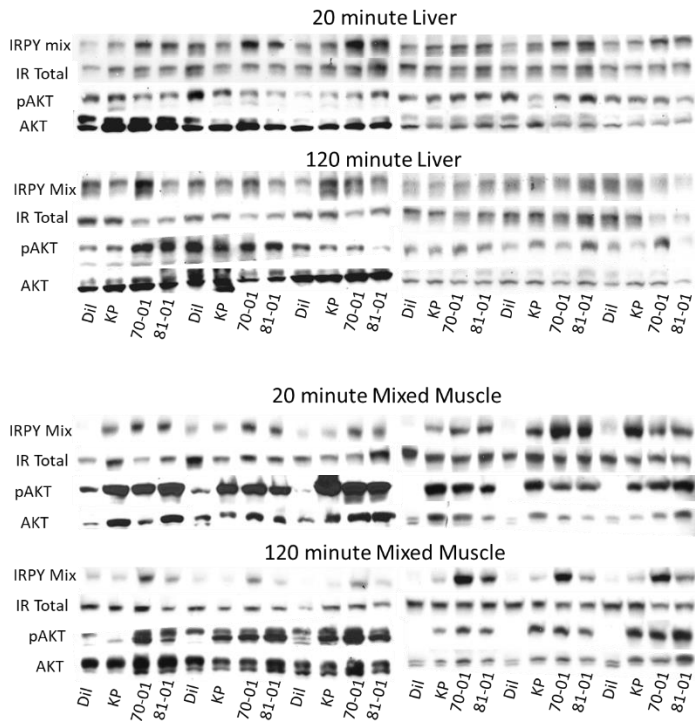 20 minute Liver
IRPY mix
IR Total
pAKT
AKT
120 minute Liver
IRPY Mix
IR Total
pAKT
AKT
Dil KP 70-01 81-01 Dil KP 70-01 81-01 Dil KP 70-01 81-01 Dil KP 70-01 81-01 Dil KP 70-01 81-01 Dil KP 70-01 81-01
20 minute Mixed Muscle
IRPY Mix
IR Total
pAKT
AKT
120 minute Mixed Muscle
IRPY Mix
IR Total
pAKT
AKT
Dil KP 70-01 81-01 Dil KP 70-01 81-01 Dil KP 70-01 81-01 Dil KP 70-01 81-01 Dil KP 70-01 81-01 Dil KP 70-01 81-01